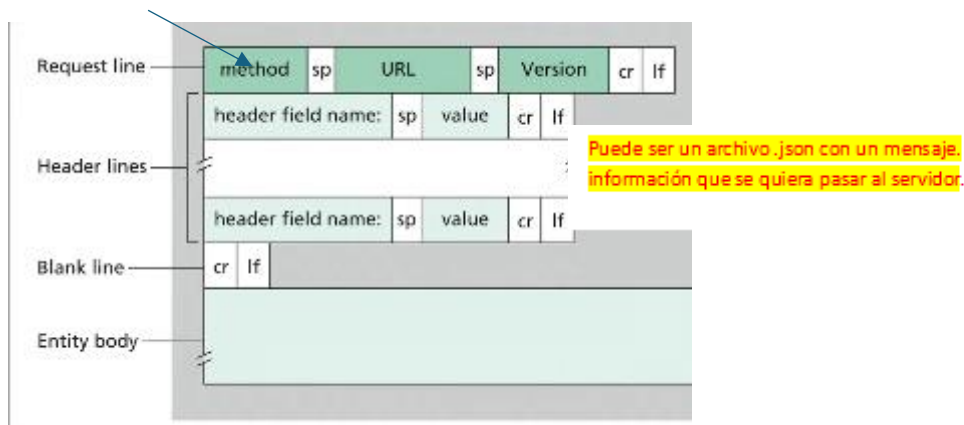 Request line method sp URL sp Version cr lf
header field name: sp value cr lf
Puede ser un archivo .json con un mensaje.
información que se quiera pasar al servidor.
Header lines
header field name: sp value cr lf
Blank line cr lf
Entity body